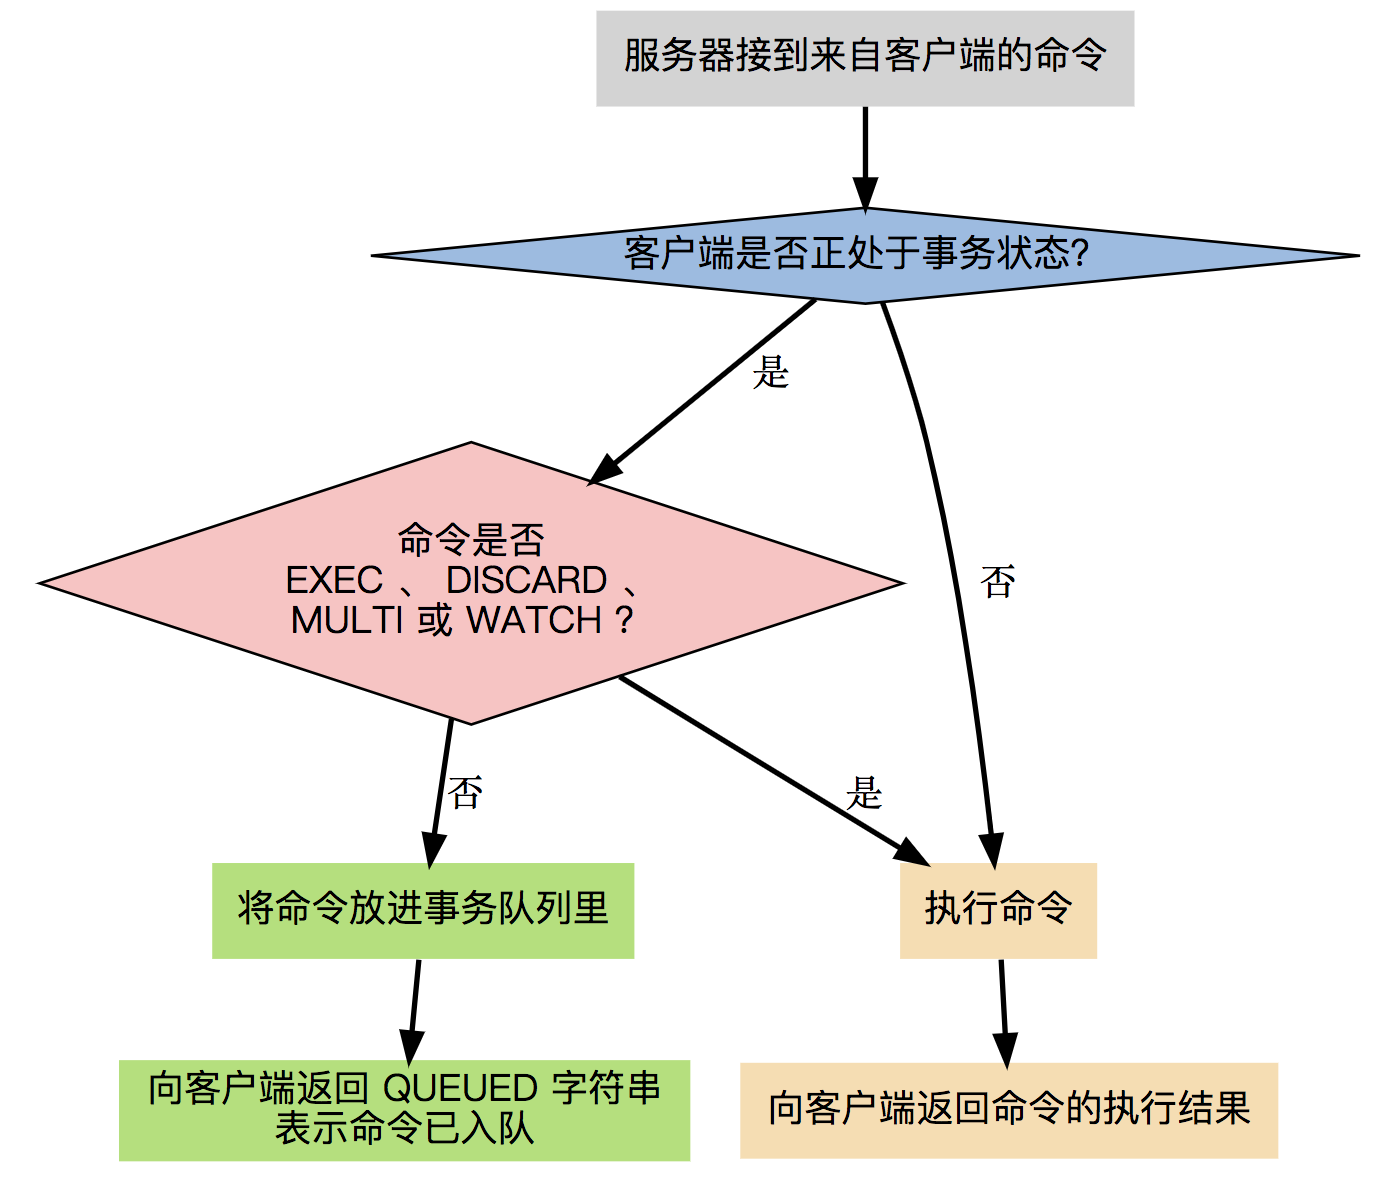 服务器接到来自客户端的命令
客户端是否正处于事务状态?
是
命令是否
EXEC 、 DISCARD 、
MULTI 或 WATCH ?
否
否
是
将命令放进事务队列里
执行命令
向客户端返回 QUEUED 字符串
表示命令已入队
向客户端返回命令的执行结果